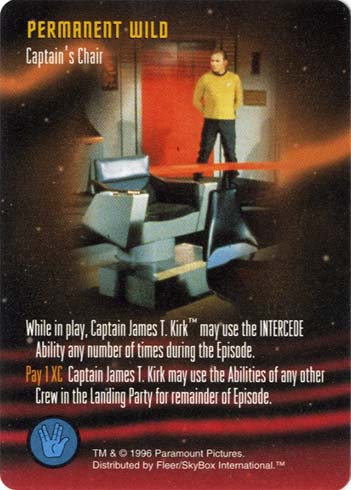 PERMANENT WILD
Captain's Chair
While in play, Captain James T. Kirk™ may use the INTERCEDE
Ability any number of times during the Episode.
Pay 1 XC Captain James T. Kirk may use the Abilities of any other
Crew in the Landing Party for remainder of Episode.
TM & © 1996 Paramount Pictures.
Distributed by Fleer/SkyBox International.™